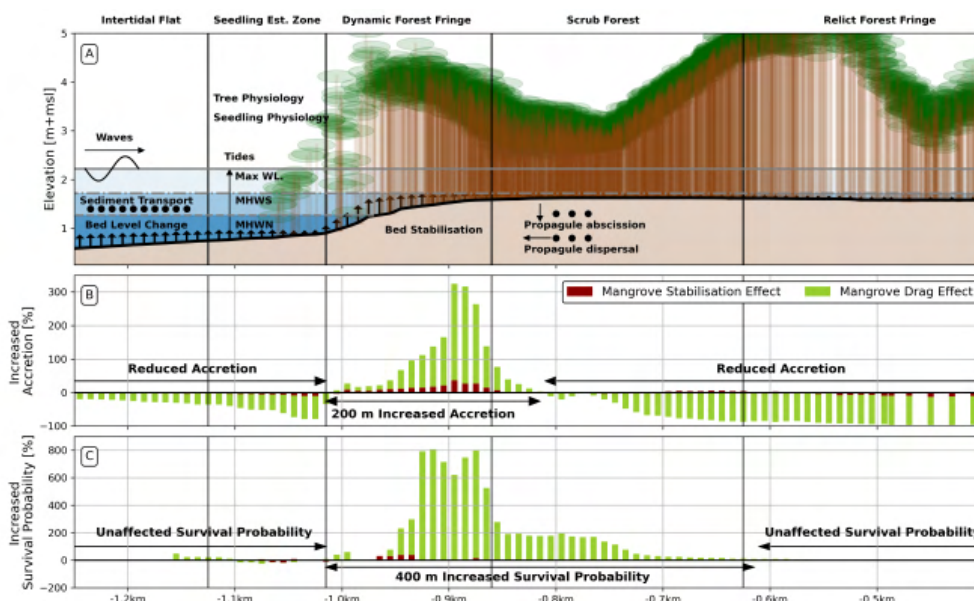 Intertidal Flat Seedling Est. Zone Dynamic Forest Fringe Scrub Forest Relict Forest Fringe
A
Elevation [m+msl]
5
4
3
2
1
Tree Physiology
Seedling Physiology
Waves
Tides
Max WL.
Sediment Transport MHWS
Bed Level Change MHWN
Bed Stabilisation
Propagule abscission
Propagule dispersal
B
Increased
Accretion [%]
300
200
100
0
−100
Mangrove Stabilisation Effect Mangrove Drag Effect
Reduced Accretion Reduced Accretion
200 m Increased Accretion
C
Increased
Survival Probability [%]
800
600
400
200
0
−200
Unaffected Survival Probability Unaffected Survival Probability
400 m Increased Survival Probability
-1.2km -1.1km -1.0km -0.9km -0.8km -0.7km -0.6km -0.5km